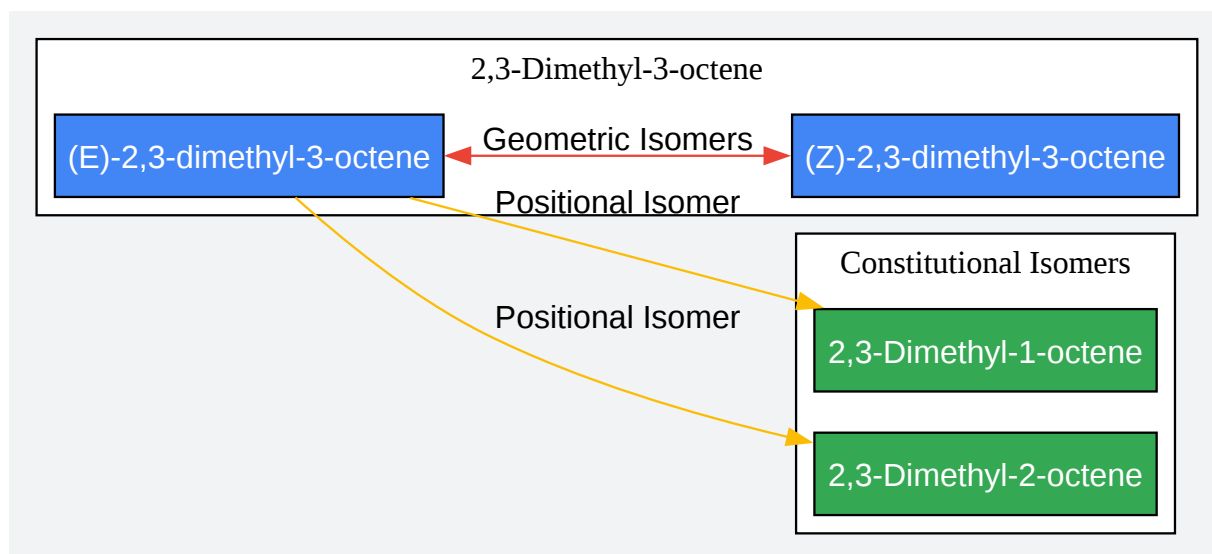 2,3-Dimethyl-3-octene
(E)-2,3-dimethyl-3-octene
Geometric Isomers
(Z)-2,3-dimethyl-3-octene
Positional Isomer
Constitutional Isomers
Positional Isomer
2,3-Dimethyl-1-octene
2,3-Dimethyl-2-octene